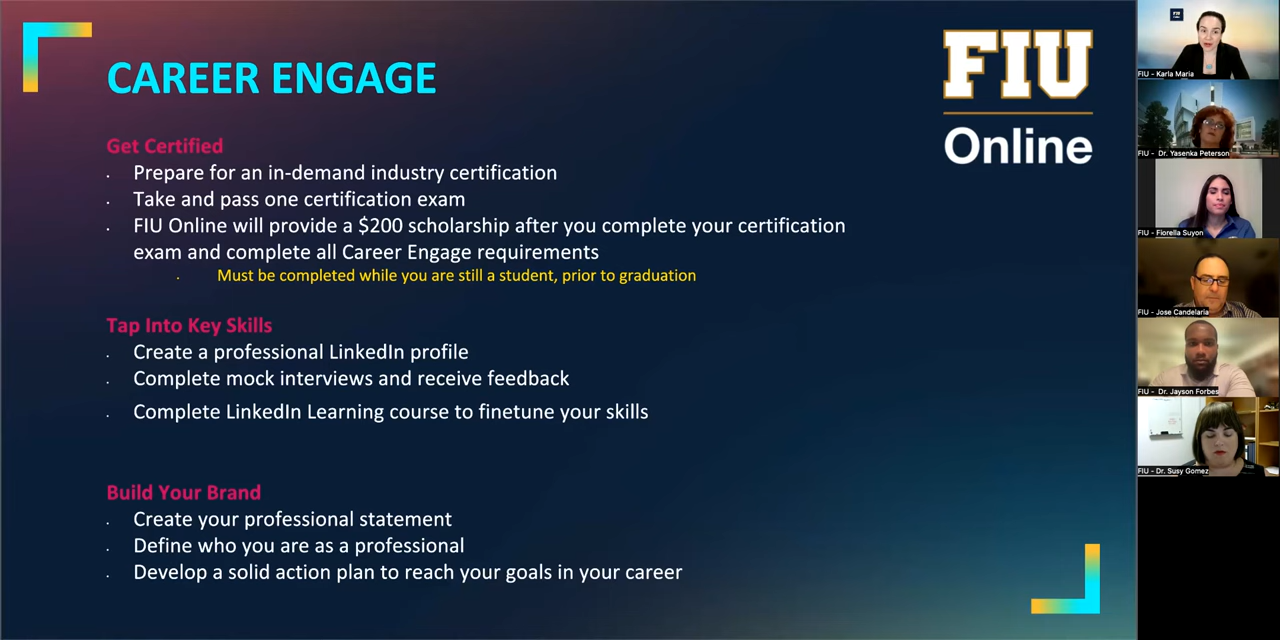 CAREER ENGAGE
FIU
Online
Get Certified
Prepare for an in-demand industry certification
Take and pass one certification exam
FIU Online will provide a $200 scholarship after you complete your certification
exam and complete all Career Engage requirements
Must be completed while you are still a student, prior to graduation
Tap Into Key Skills
Create a professional LinkedIn profile
Complete mock interviews and receive feedback
Complete LinkedIn Learning course to finetune your skills
Build Your Brand
Create your professional statement
Define who you are as a professional
Develop a solid action plan to reach your goals in your career
FIU
FIU - Karla Maria
FIU - Dr. Yasenka Peterson
FIU - Fiorella Suyon
FIU - Jose Candelaria
FIU - Dr. Jayson Forbes
FIU - Dr. Susy Gomez